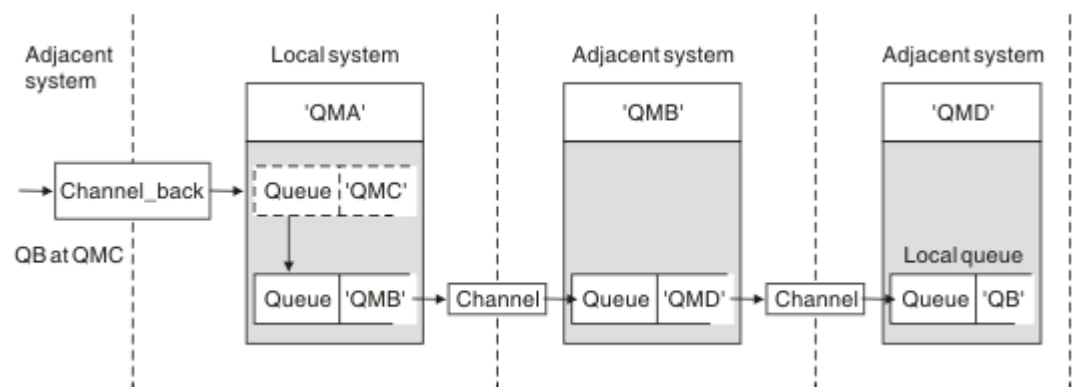 Adjacent
system
Local system
Adjacent system
Adjacent system
'QMA'
'QMB'
'QMD'
Channel_back
Queue 'QMC'
QB at QMC
Local queue
Queue 'QMB'
Channel
Queue 'QMD'
Channel
Queue 'QB'